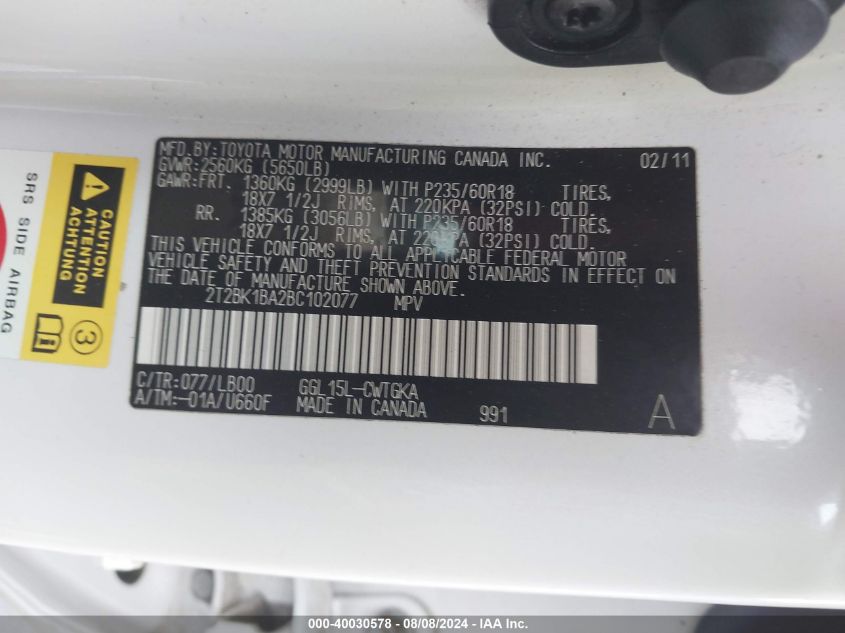 MFD.BY:TOYOTA MOTOR MANUFACTURING CANADA INC. 02/11
GVWR:2560KG (5650LB)
GAWR:FRT. 1360KG (2999LB) WITH P235/60R18 TIRES,
18X7 1/2J RIMS, AT 220KPA (32PSI) COLD.
RR. 1385KG (3056LB) WITH P235/60R18 TIRES,
18X7 1/2J RIMS, AT 220KPA (32PSI) COLD.
THIS VEHICLE CONFORMS TO ALL APPLICABLE FEDERAL MOTOR
VEHICLE SAFETY AND THEFT PREVENTION STANDARDS IN EFFECT ON
THE DATE OF MANUFACTURE SHOWN ABOVE.
2T2BK1BA2BC102077 MPV
C/TR:077/LB00 GGL15L-CWTGKA
A/TM:-01A/U660F MADE IN CANADA 991 A
SRS SIDE AIRBAG
CAUTION
ATTENTION
ACHTUNG
3
000-40030578 - 08/08/2024 - IAA Inc.